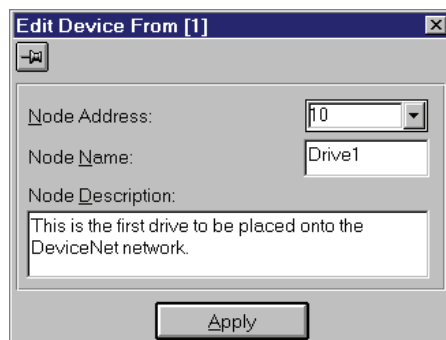 Edit Device From [1]
Node Address:
10
Node Name:
Drive1
Node Description:
This is the first drive to be placed onto the
DeviceNet network.
Apply